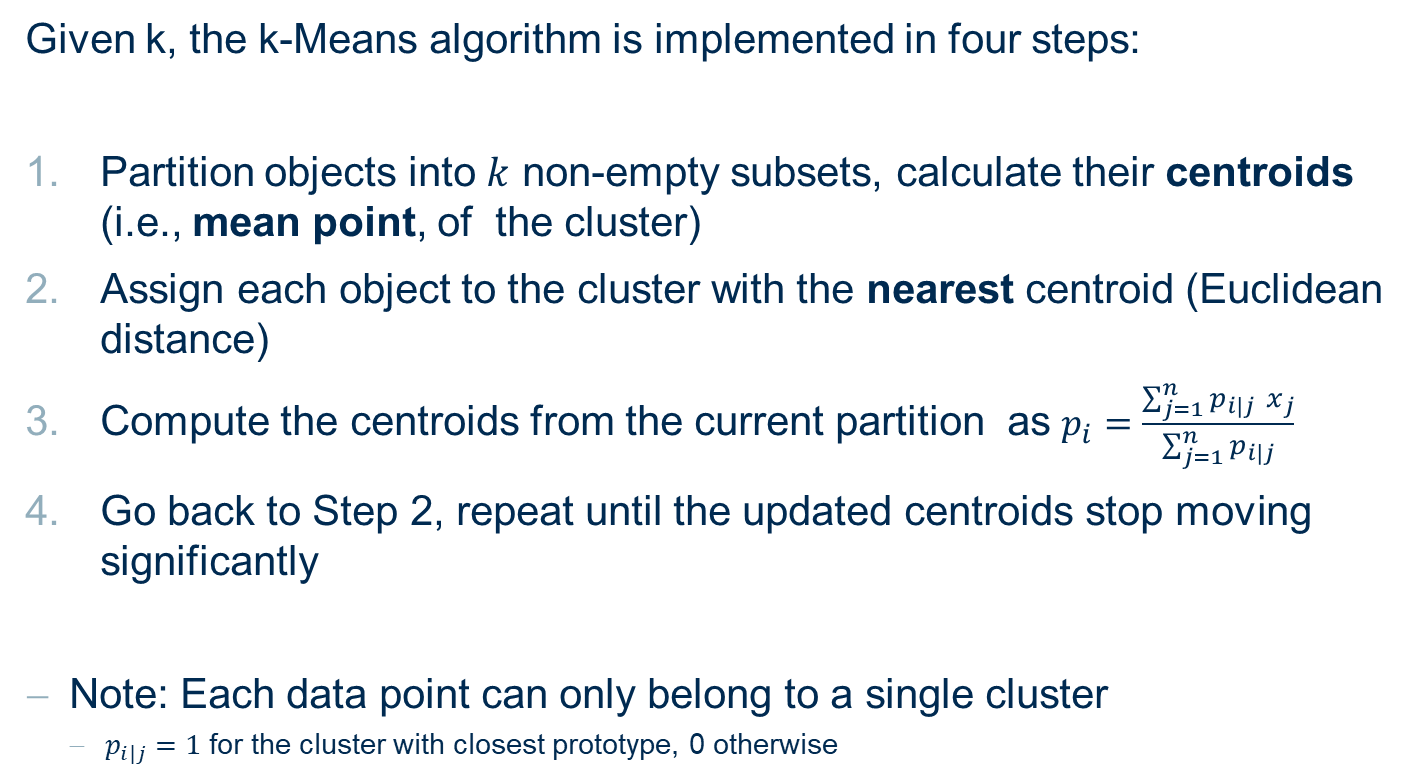 Given k, the k-Means algorithm is implemented in four steps:
1. Partition objects into k non-empty subsets, calculate their centroids
(i.e., mean point, of the cluster)
2. Assign each object to the cluster with the nearest centroid (Euclidean
distance)
3. Compute the centroids from the current partition as p_i = \frac{\sum_{j=1}^{n} p_{i|j} x_j}{\sum_{j=1}^{n} p_{i|j}}
4. Go back to Step 2, repeat until the updated centroids stop moving
significantly
– Note: Each data point can only belong to a single cluster
– p_{i|j} = 1 for the cluster with closest prototype, 0 otherwise